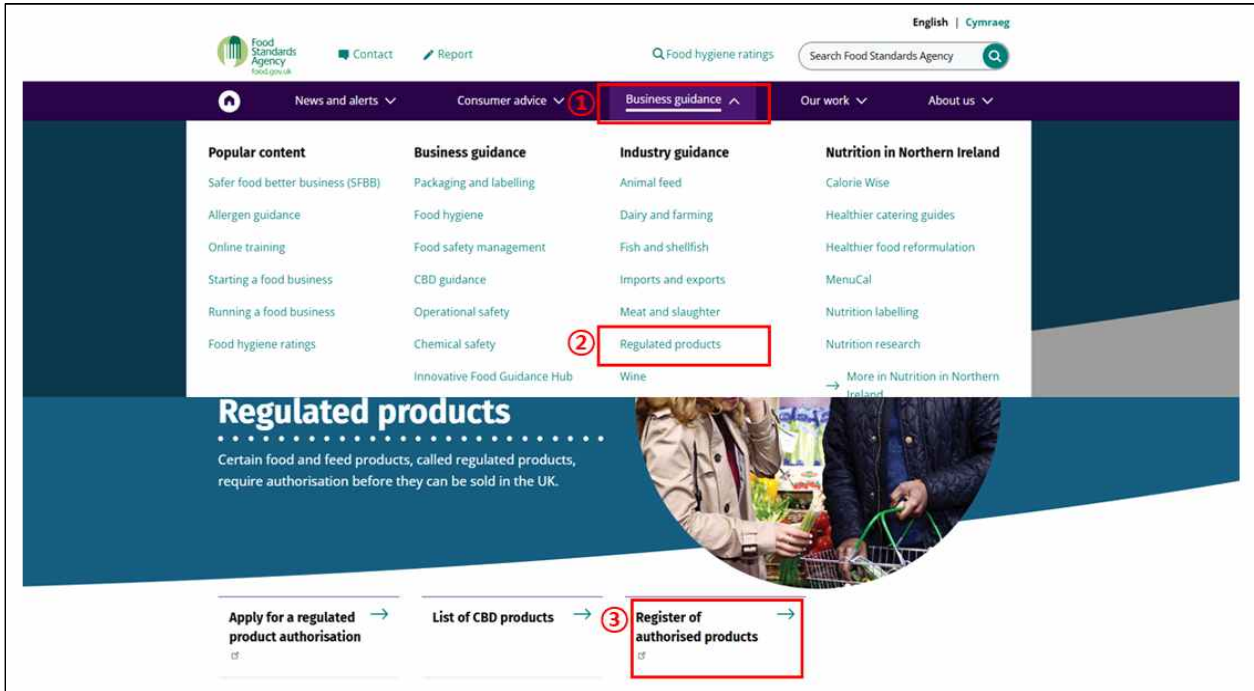 English | Cymraeg
Food
Standards
Agency
food.gov.uk
Contact
Report
Food hygiene ratings
Search Food Standards Agency
News and alerts
Consumer advice
①
Business guidance
Our work
About us
Popular content
Safer food better business (SFBB)
Allergen guidance
Online training
Starting a food business
Running a food business
Food hygiene ratings
Business guidance
Packaging and labelling
Food hygiene
Food safety management
CBD guidance
Operational safety
Chemical safety
Innovative Food Guidance Hub
Industry guidance
Animal feed
Dairy and farming
Fish and shellfish
Imports and exports
Meat and slaughter
②
Regulated products
Wine
Nutrition in Northern Ireland
Calorie Wise
Healthier catering guides
Healthier food reformulation
MenuCal
Nutrition labelling
Nutrition research
→ More in Nutrition in Northern
Ireland
Regulated products
Certain food and feed products, called regulated products,
require authorisation before they can be sold in the UK.
Apply for a regulated →
product authorisation
List of CBD products →
③
Register of →
authorised products